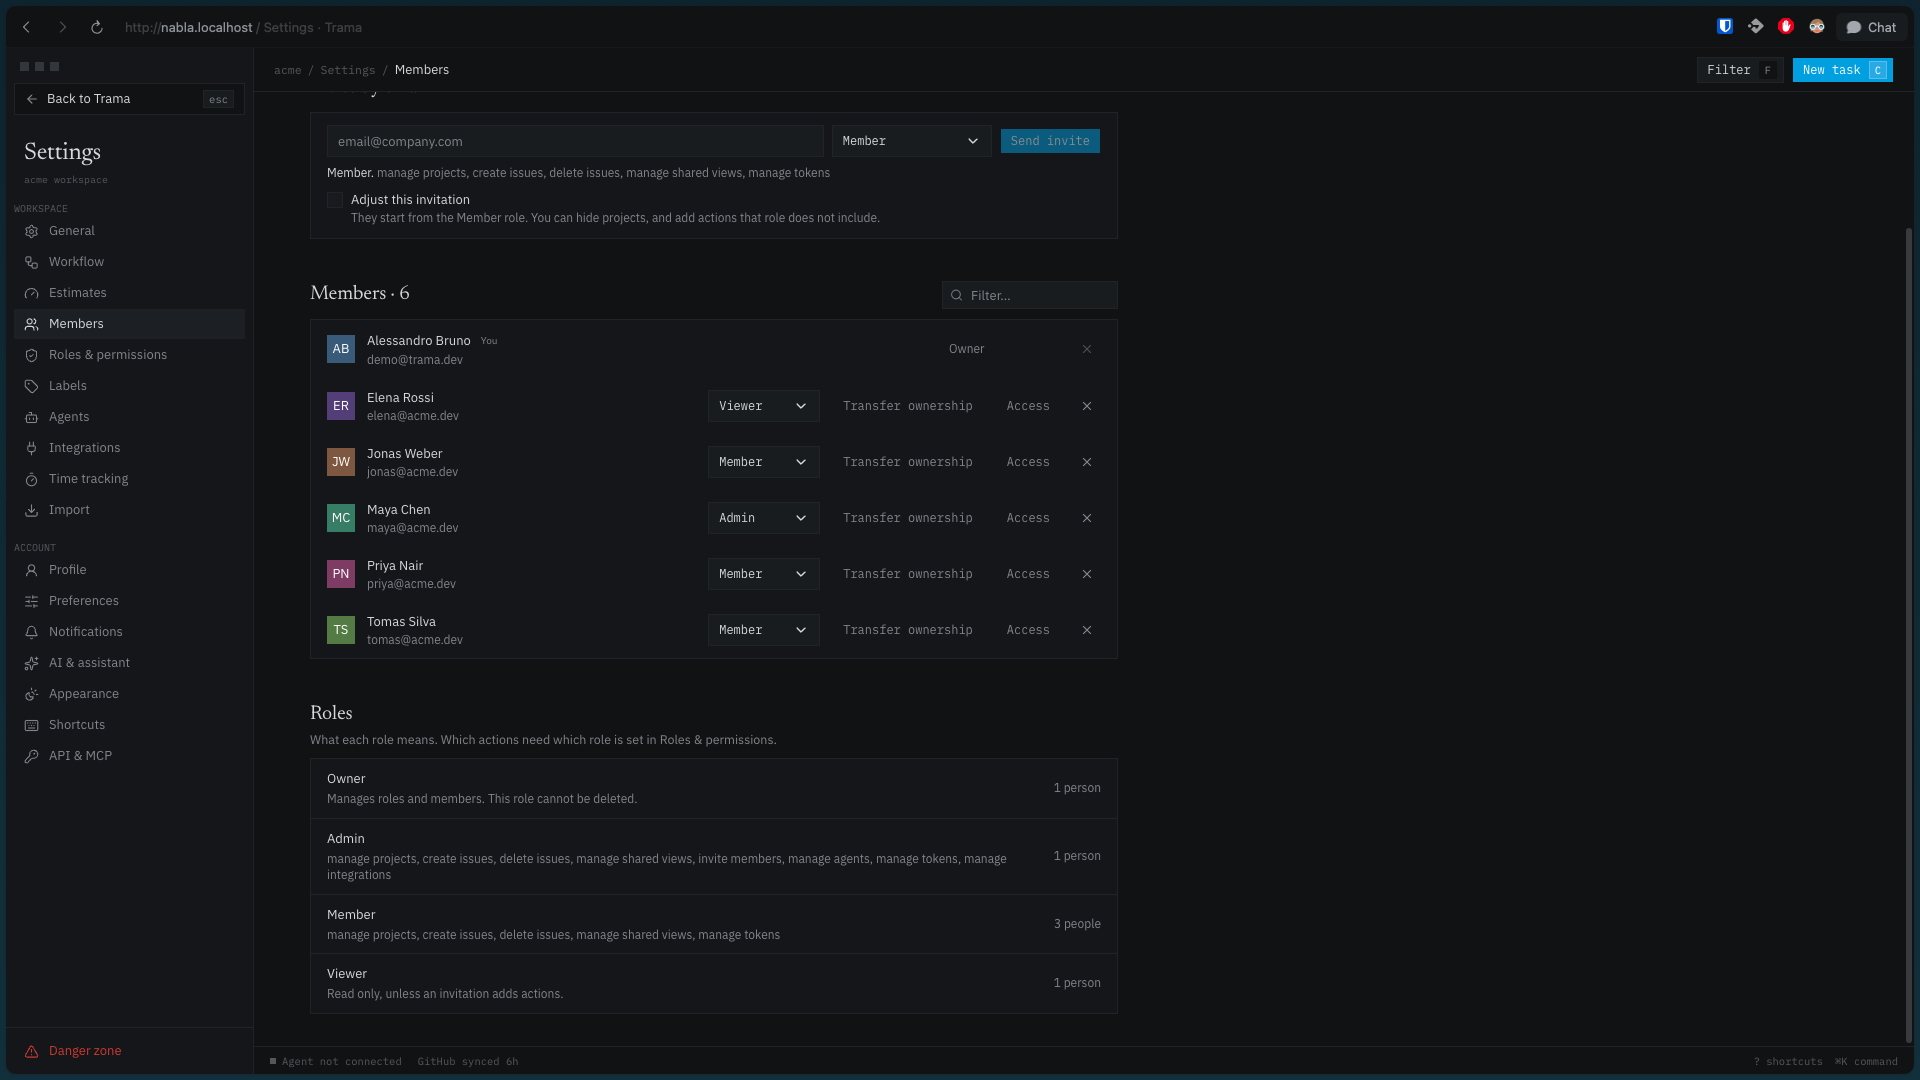 http://nabla.localhost / Settings · Trama
Chat
Back to Trama esc
Settings
acme workspace
WORKSPACE
General
Workflow
Estimates
Members
Roles & permissions
Labels
Agents
Integrations
Time tracking
Import
ACCOUNT
Profile
Preferences
Notifications
AI & assistant
Appearance
Shortcuts
API & MCP
Danger zone
acme / Settings / Members
Filter F
New task C
email@company.com
Member
Send invite
Member. manage projects, create issues, delete issues, manage shared views, manage tokens
Adjust this invitation
They start from the Member role. You can hide projects, and add actions that role does not include.
Members · 6
Filter...
AB Alessandro Bruno You Owner
demo@trama.dev
ER Elena Rossi Viewer Transfer ownership Access
elena@acme.dev
JW Jonas Weber Member Transfer ownership Access
jonas@acme.dev
MC Maya Chen Admin Transfer ownership Access
maya@acme.dev
PN Priya Nair Member Transfer ownership Access
priya@acme.dev
TS Tomas Silva Member Transfer ownership Access
tomas@acme.dev
Roles
What each role means. Which actions need which role is set in Roles & permissions.
Owner
Manages roles and members. This role cannot be deleted.
1 person
Admin
manage projects, create issues, delete issues, manage shared views, invite members, manage agents, manage tokens, manage
integrations
1 person
Member
manage projects, create issues, delete issues, manage shared views, manage tokens
3 people
Viewer
Read only, unless an invitation adds actions.
1 person
Agent not connected GitHub synced 6h
? shortcuts ⌘K command